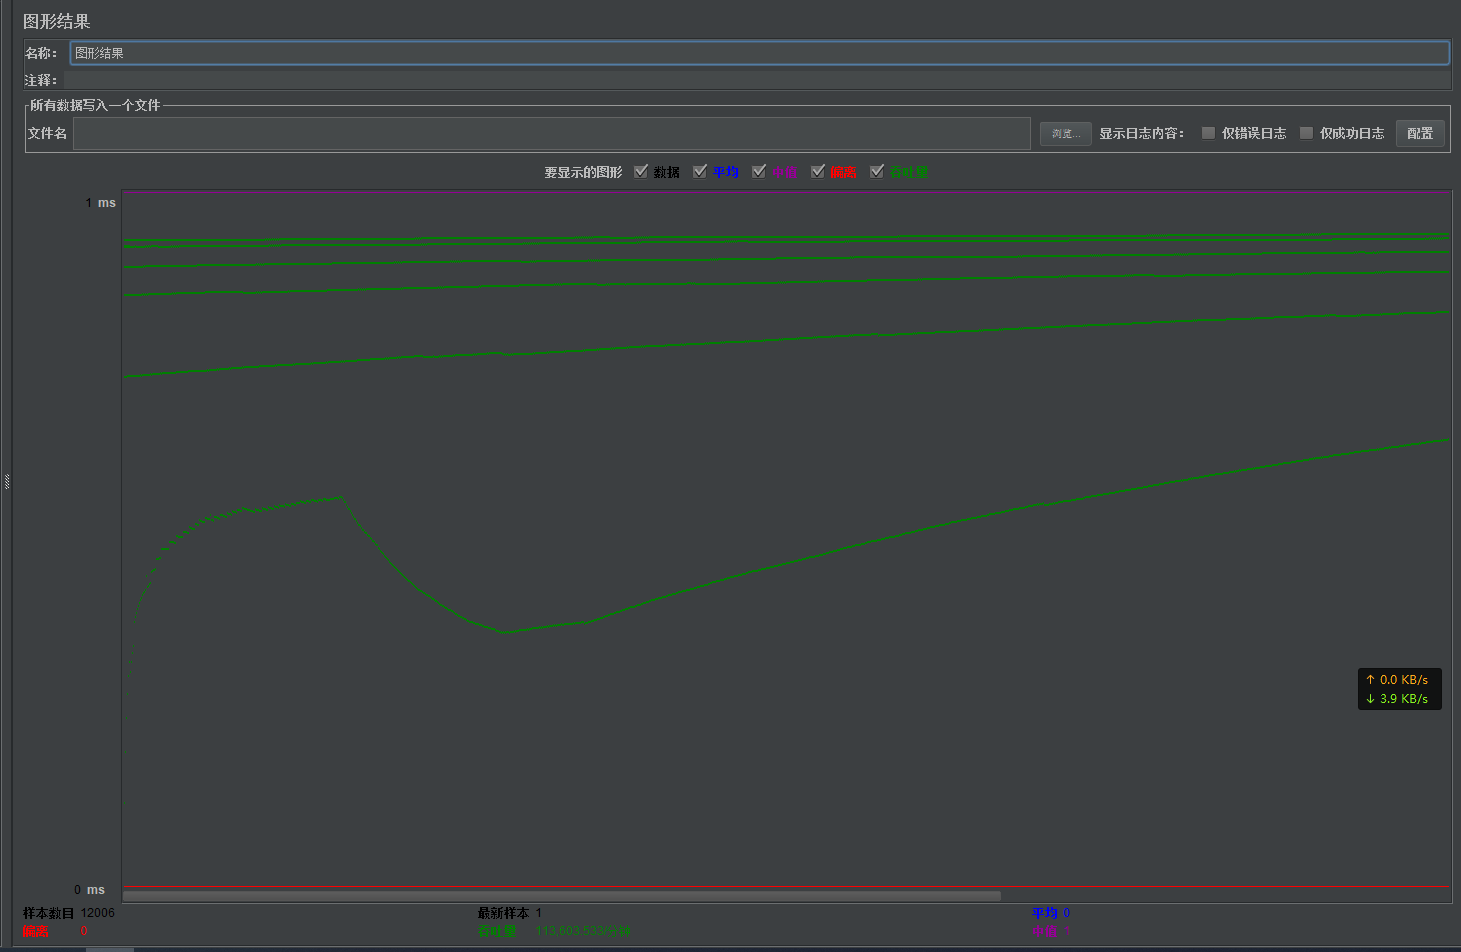 图形结果
名称： 图形结果
注释：
所有数据写入一个文件
文件名 浏览... 显示日志内容： 仅错误日志 仅成功日志 配置
要显示的图形 数据 平均 中值 偏离 吞吐量
1 ms
↑ 0.0 KB/s
↓ 3.9 KB/s
0 ms
样本数目 12006 最新样本 1 平均 0
偏离 0 吞吐量 113,603.533/分钟 中值 1